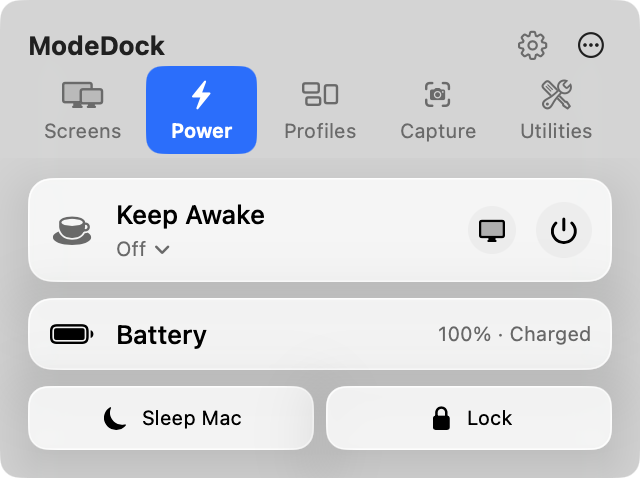 ModeDock
Screens
Power
Profiles
Capture
Utilities
Keep Awake
Off
Battery
100% · Charged
Sleep Mac
Lock